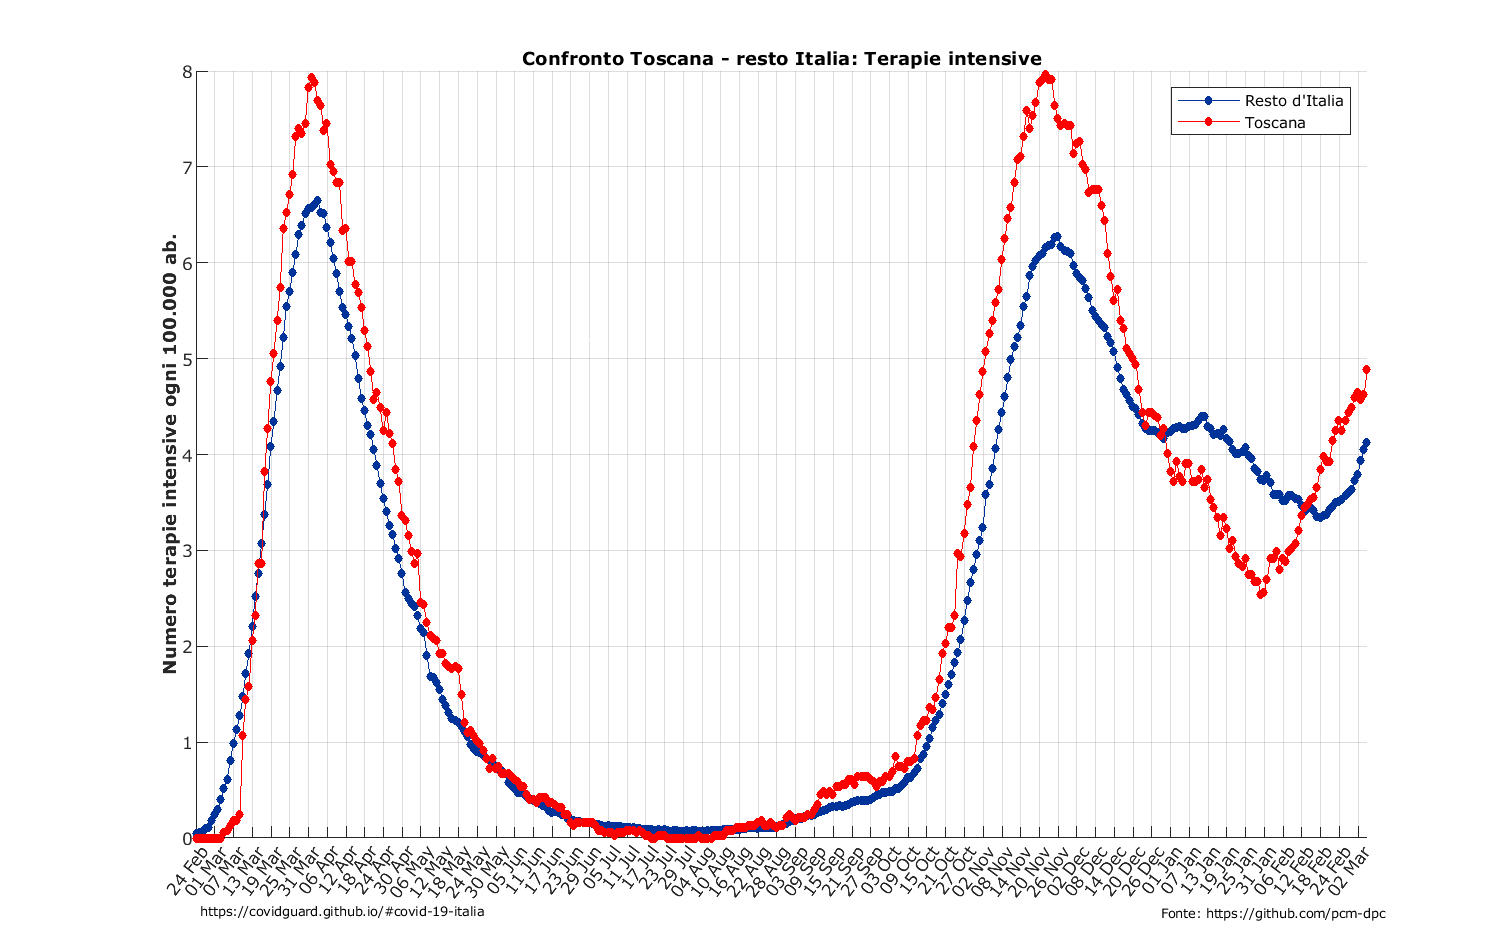 Confronto Toscana - resto Italia: Terapie intensive
Resto d'Italia
Toscana
Numero terapie intensive ogni 100.000 ab.
8
7
6
5
4
3
2
1
0
24 Feb
01 Mar
07 Mar
13 Mar
19 Mar
25 Mar
31 Mar
06 Apr
12 Apr
18 Apr
24 Apr
30 Apr
06 May
12 May
18 May
24 May
30 May
05 Jun
11 Jun
17 Jun
23 Jun
29 Jun
05 Jul
11 Jul
17 Jul
23 Jul
29 Jul
04 Aug
10 Aug
16 Aug
22 Aug
28 Aug
03 Sep
09 Sep
15 Sep
21 Sep
27 Sep
03 Oct
09 Oct
15 Oct
21 Oct
27 Oct
02 Nov
08 Nov
14 Nov
20 Nov
26 Nov
02 Dec
08 Dec
14 Dec
20 Dec
26 Dec
01 Jan
07 Jan
13 Jan
19 Jan
25 Jan
31 Jan
06 Feb
12 Feb
18 Feb
24 Feb
02 Mar
https://covidguard.github.io/#covid-19-italia
Fonte: https://github.com/pcm-dpc